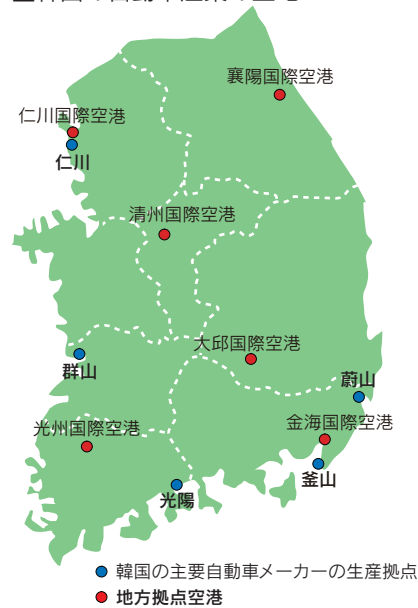 襄陽国際空港
仁川国際空港
仁川
清州国際空港
大邱国際空港
群山
蔚山
光州国際空港
金海国際空港
釜山
光陽
韓国の主要自動車メーカーの生産拠点
地方拠点空港